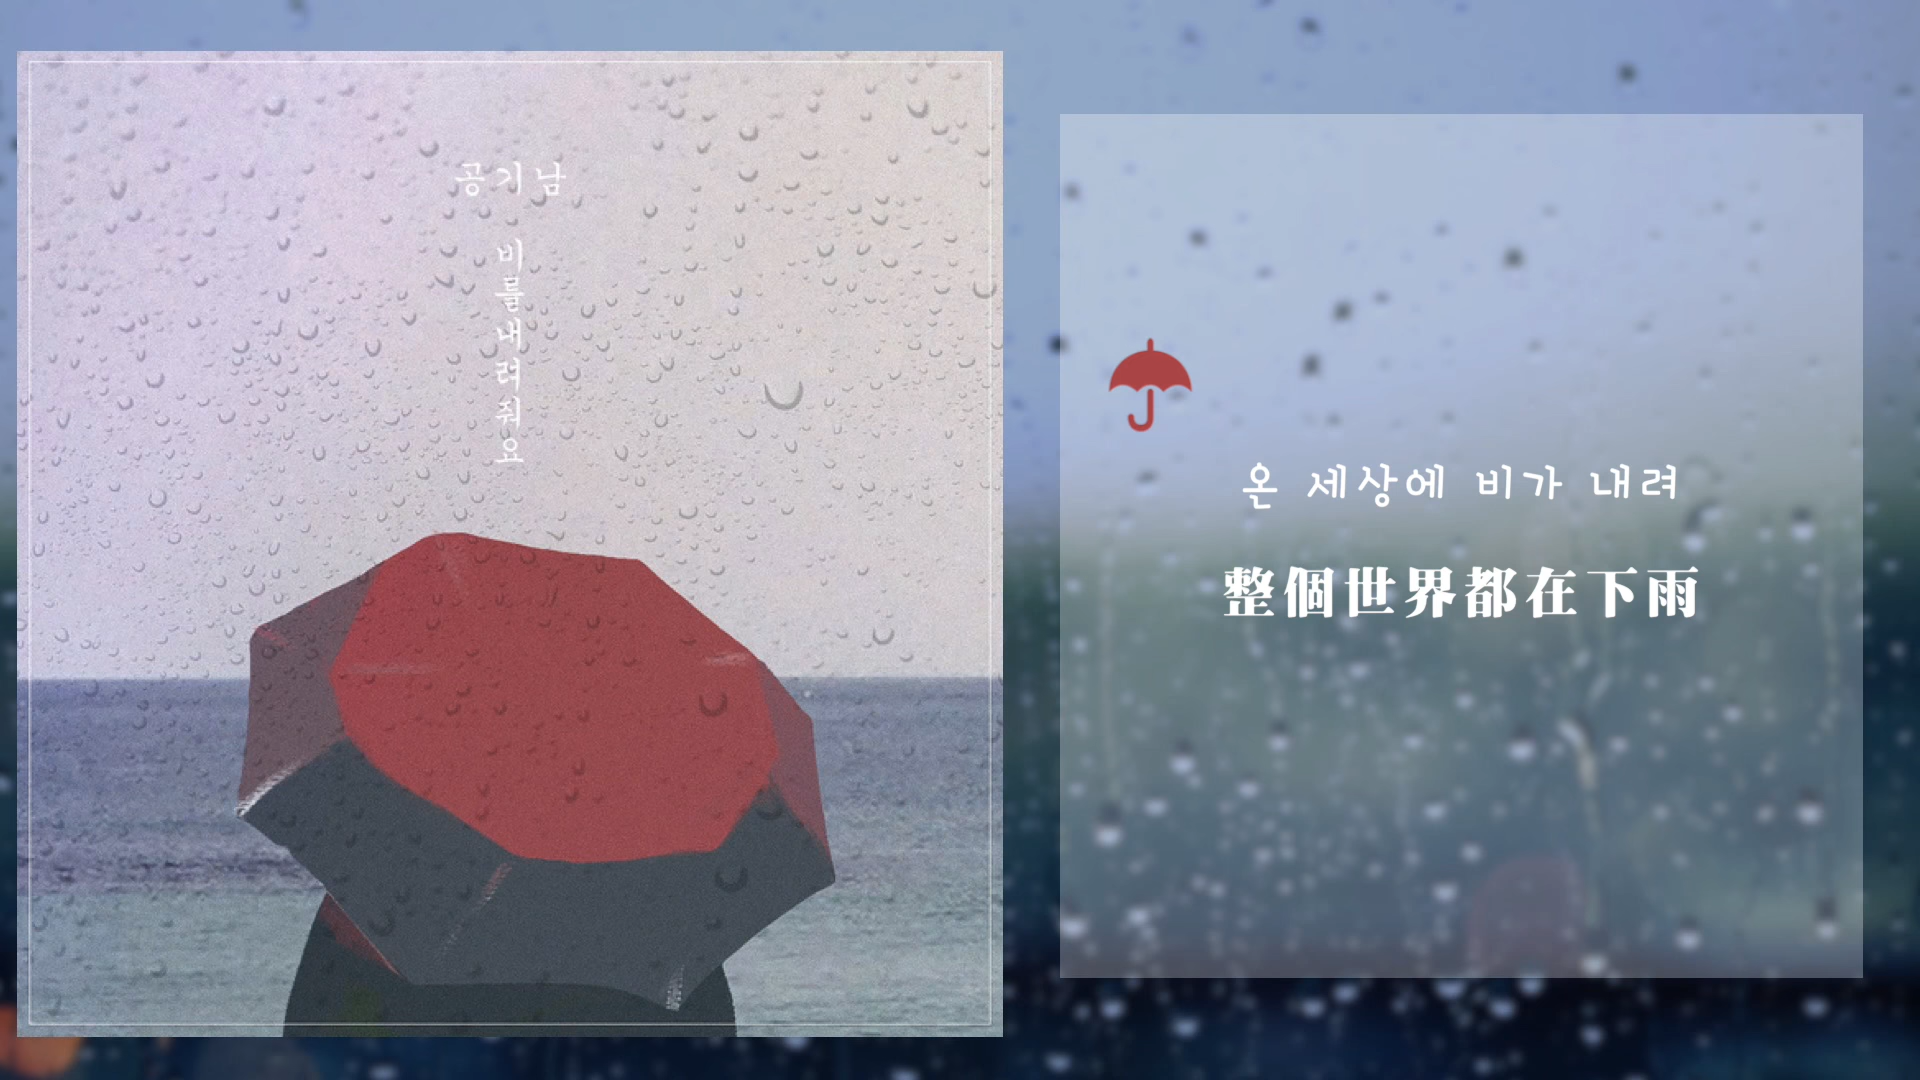 공기남
비를내려줘요
온 세상에 비가 내려
整個世界都在下雨